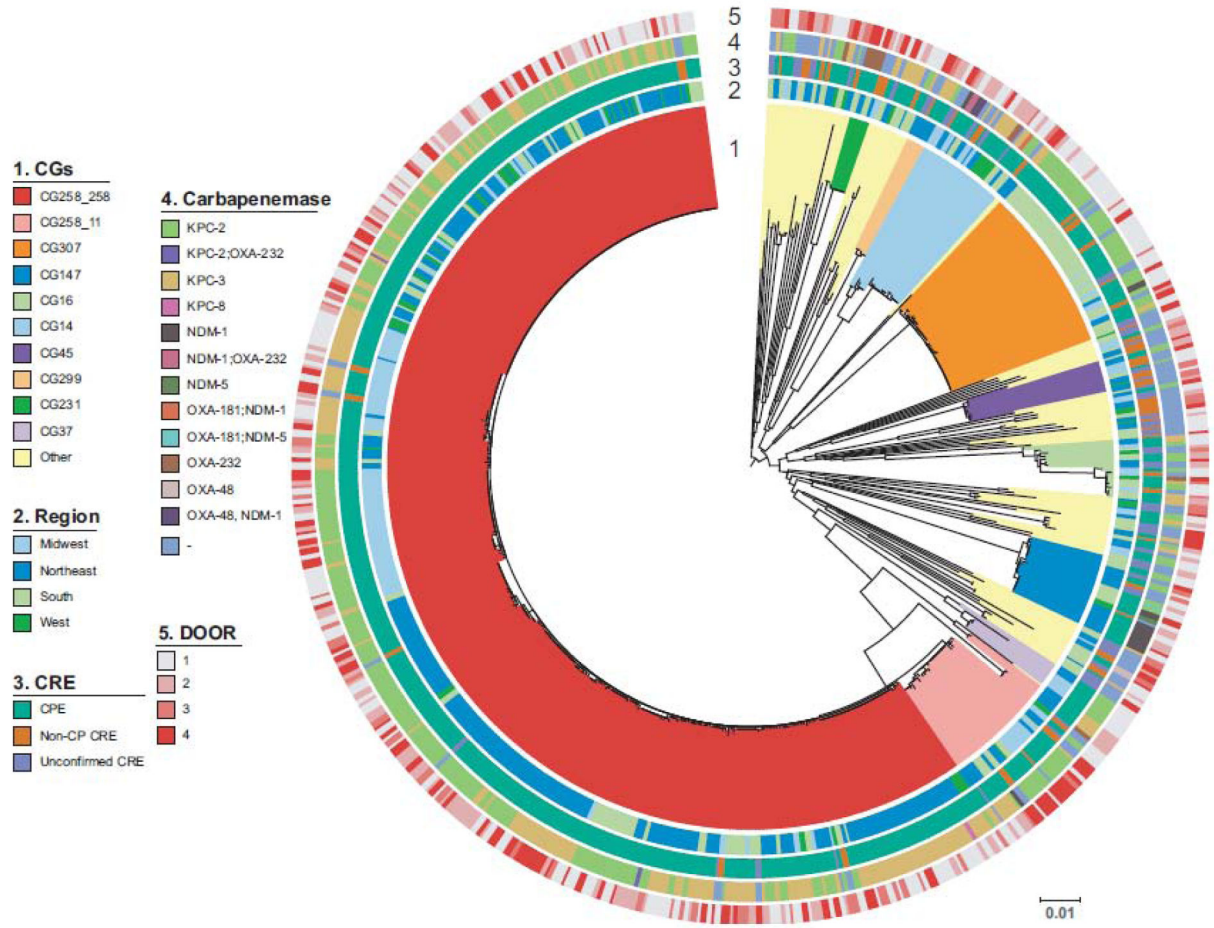 5
4
3
2
1
1. CGs
CG258_258
CG258_11
CG307
CG147
CG16
CG14
CG45
CG299
CG231
CG37
Other
2. Region
Midwest
Northeast
South
West
3. CRE
CPE
Non-CP CRE
Unconfirmed CRE
4. Carbapenemase
KPC-2
KPC-2;OXA-232
KPC-3
KPC-8
NDM-1
NDM-1;OXA-232
NDM-5
OXA-181;NDM-1
OXA-181;NDM-5
OXA-232
OXA-48
OXA-48, NDM-1
-
5. DOOR
1
2
3
4
0.01